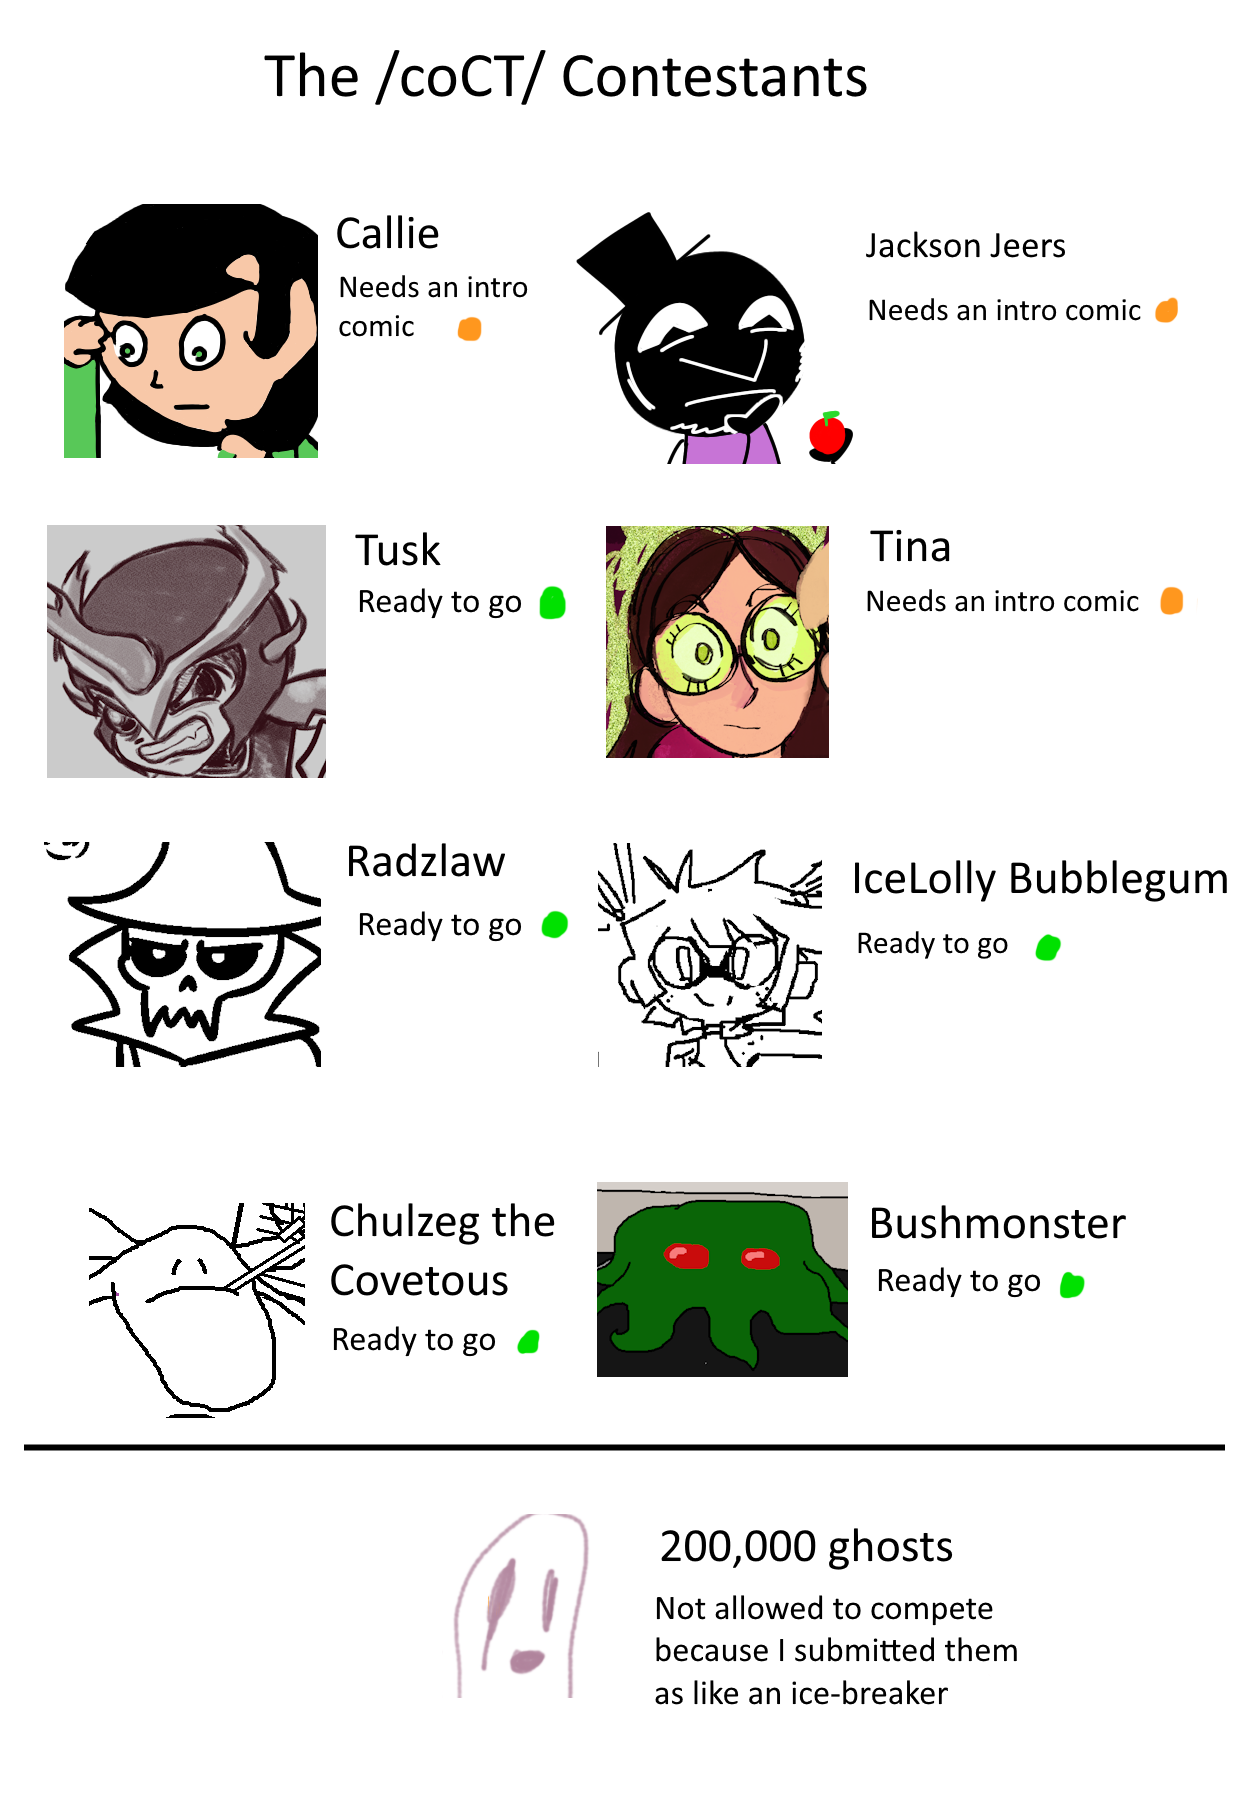 The /coCT/ Contestants
Callie
Needs an intro
comic
Jackson Jeers
Needs an intro comic
Tusk
Ready to go
Tina
Needs an intro comic
Radzlaw
Ready to go
IceLolly Bubblegum
Ready to go
Chulzeg the
Covetous
Ready to go
Bushmonster
Ready to go
200,000 ghosts
Not allowed to compete
because I submitted them
as like an ice-breaker